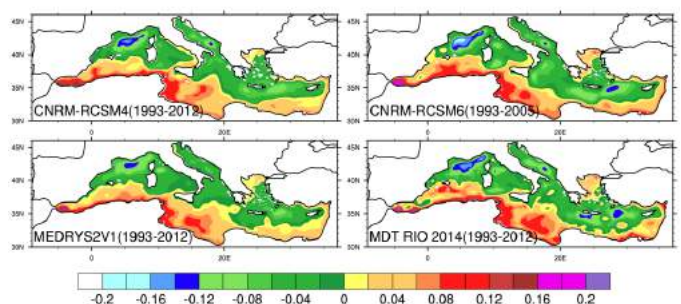 45N
40N
35N
30N
CNRM-RCSM4(1993-2012)
0
20E
45N
40N
35N
30N
CNRM-RCSM6(1993-2005)
0
20E
45N
40N
35N
30N
MEDRYS2V1(1993-2012)
0
20E
45N
40N
35N
30N
MDT RIO 2014(1993-2012)
0
20E
-0.2 -0.16 -0.12 -0.08 -0.04 0 0.04 0.08 0.12 0.16 0.2